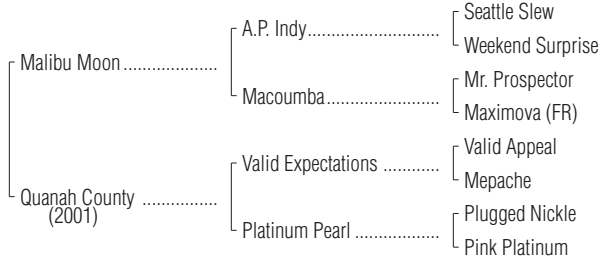 Seattle Slew
A.P. Indy
Weekend Surprise
Malibu Moon
Mr. Prospector
Macoumba
Maximova (FR)
Valid Appeal
Valid Expectations
Mepache
Quanah County
(2001)
Plugged Nickle
Platinum Pearl
Pink Platinum